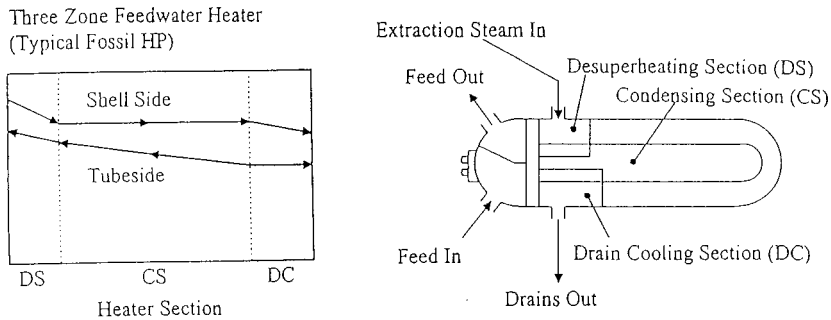 Three Zone Feedwater Heater
(Typical Fossil HP)
Shell Side
Tubeside
DS
CS
DC
Heater Section
Extraction Steam In
Feed Out
Desuperheating Section (DS)
Condensing Section (CS)
Feed In
Drain Cooling Section (DC)
Drains Out